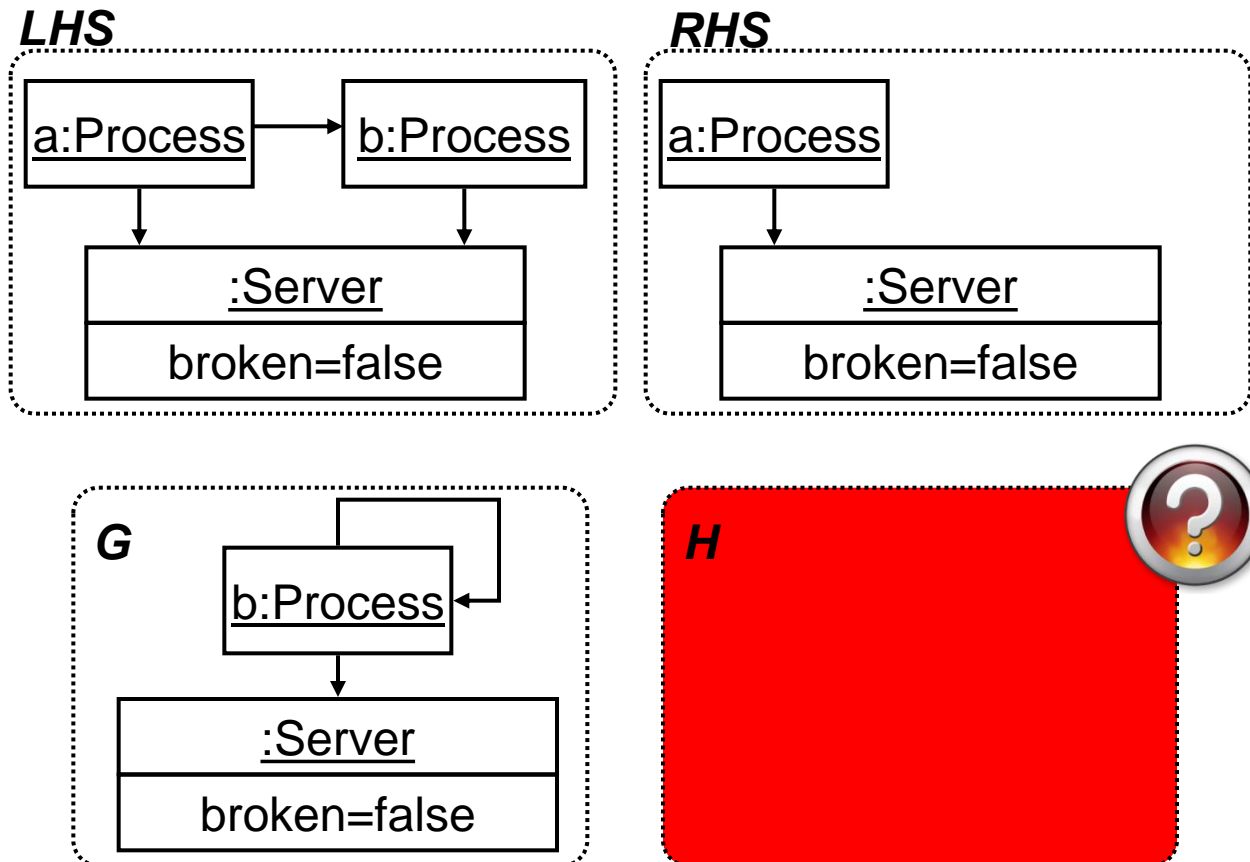 LHS
RHS
a:Process
b:Process
a:Process
:Server
broken=false
:Server
broken=false
G
b:Process
:Server
broken=false
H
?